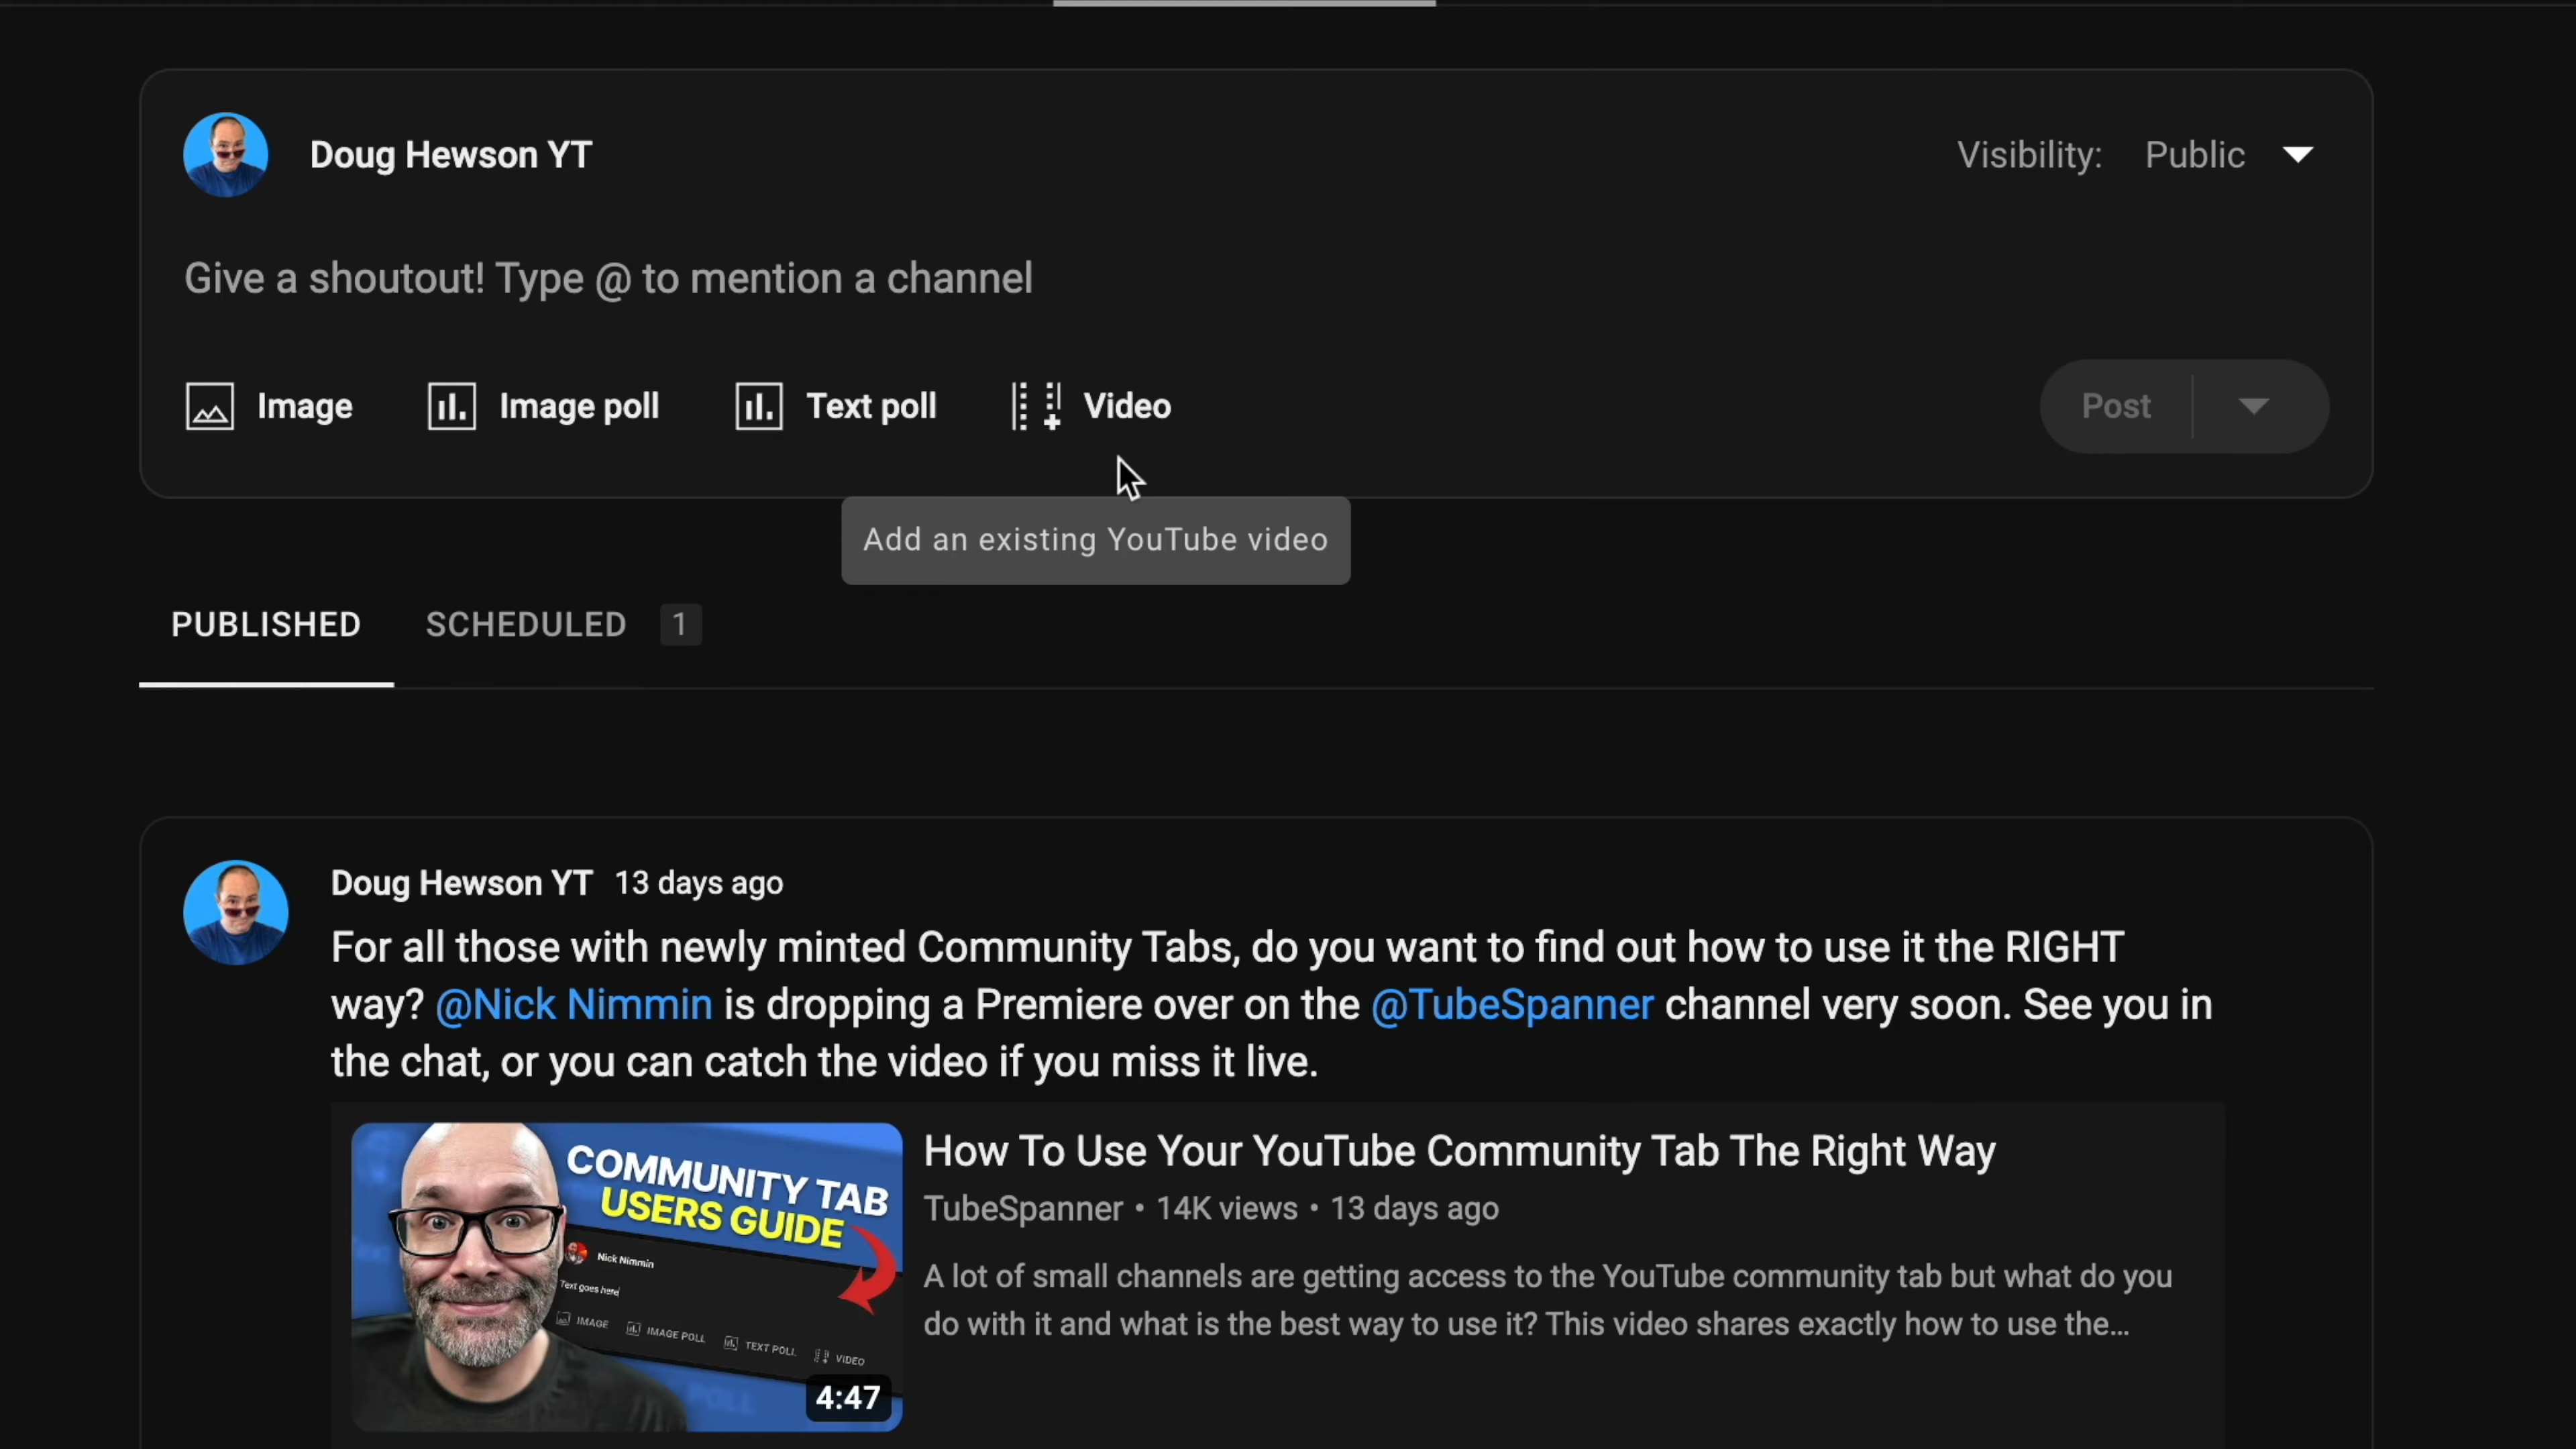 Doug Hewson YT
Visibility: Public
Give a shoutout! Type @ to mention a channel
Image Image poll Text poll Video
Post
Add an existing YouTube video
PUBLISHED SCHEDULED 1
Doug Hewson YT 13 days ago
For all those with newly minted Community Tabs, do you want to find out how to use it the RIGHT
way? @Nick Nimmin is dropping a Premiere over on the @TubeSpanner channel very soon. See you in
the chat, or you can catch the video if you miss it live.
COMMUNITY TAB
USERS GUIDE
Nick Nimmin
Text goes here
IMAGE IMAGE POLL TEXT POLL VIDEO
POLL
4:47
How To Use Your YouTube Community Tab The Right Way
TubeSpanner • 14K views • 13 days ago
A lot of small channels are getting access to the YouTube community tab but what do you
do with it and what is the best way to use it? This video shares exactly how to use the...